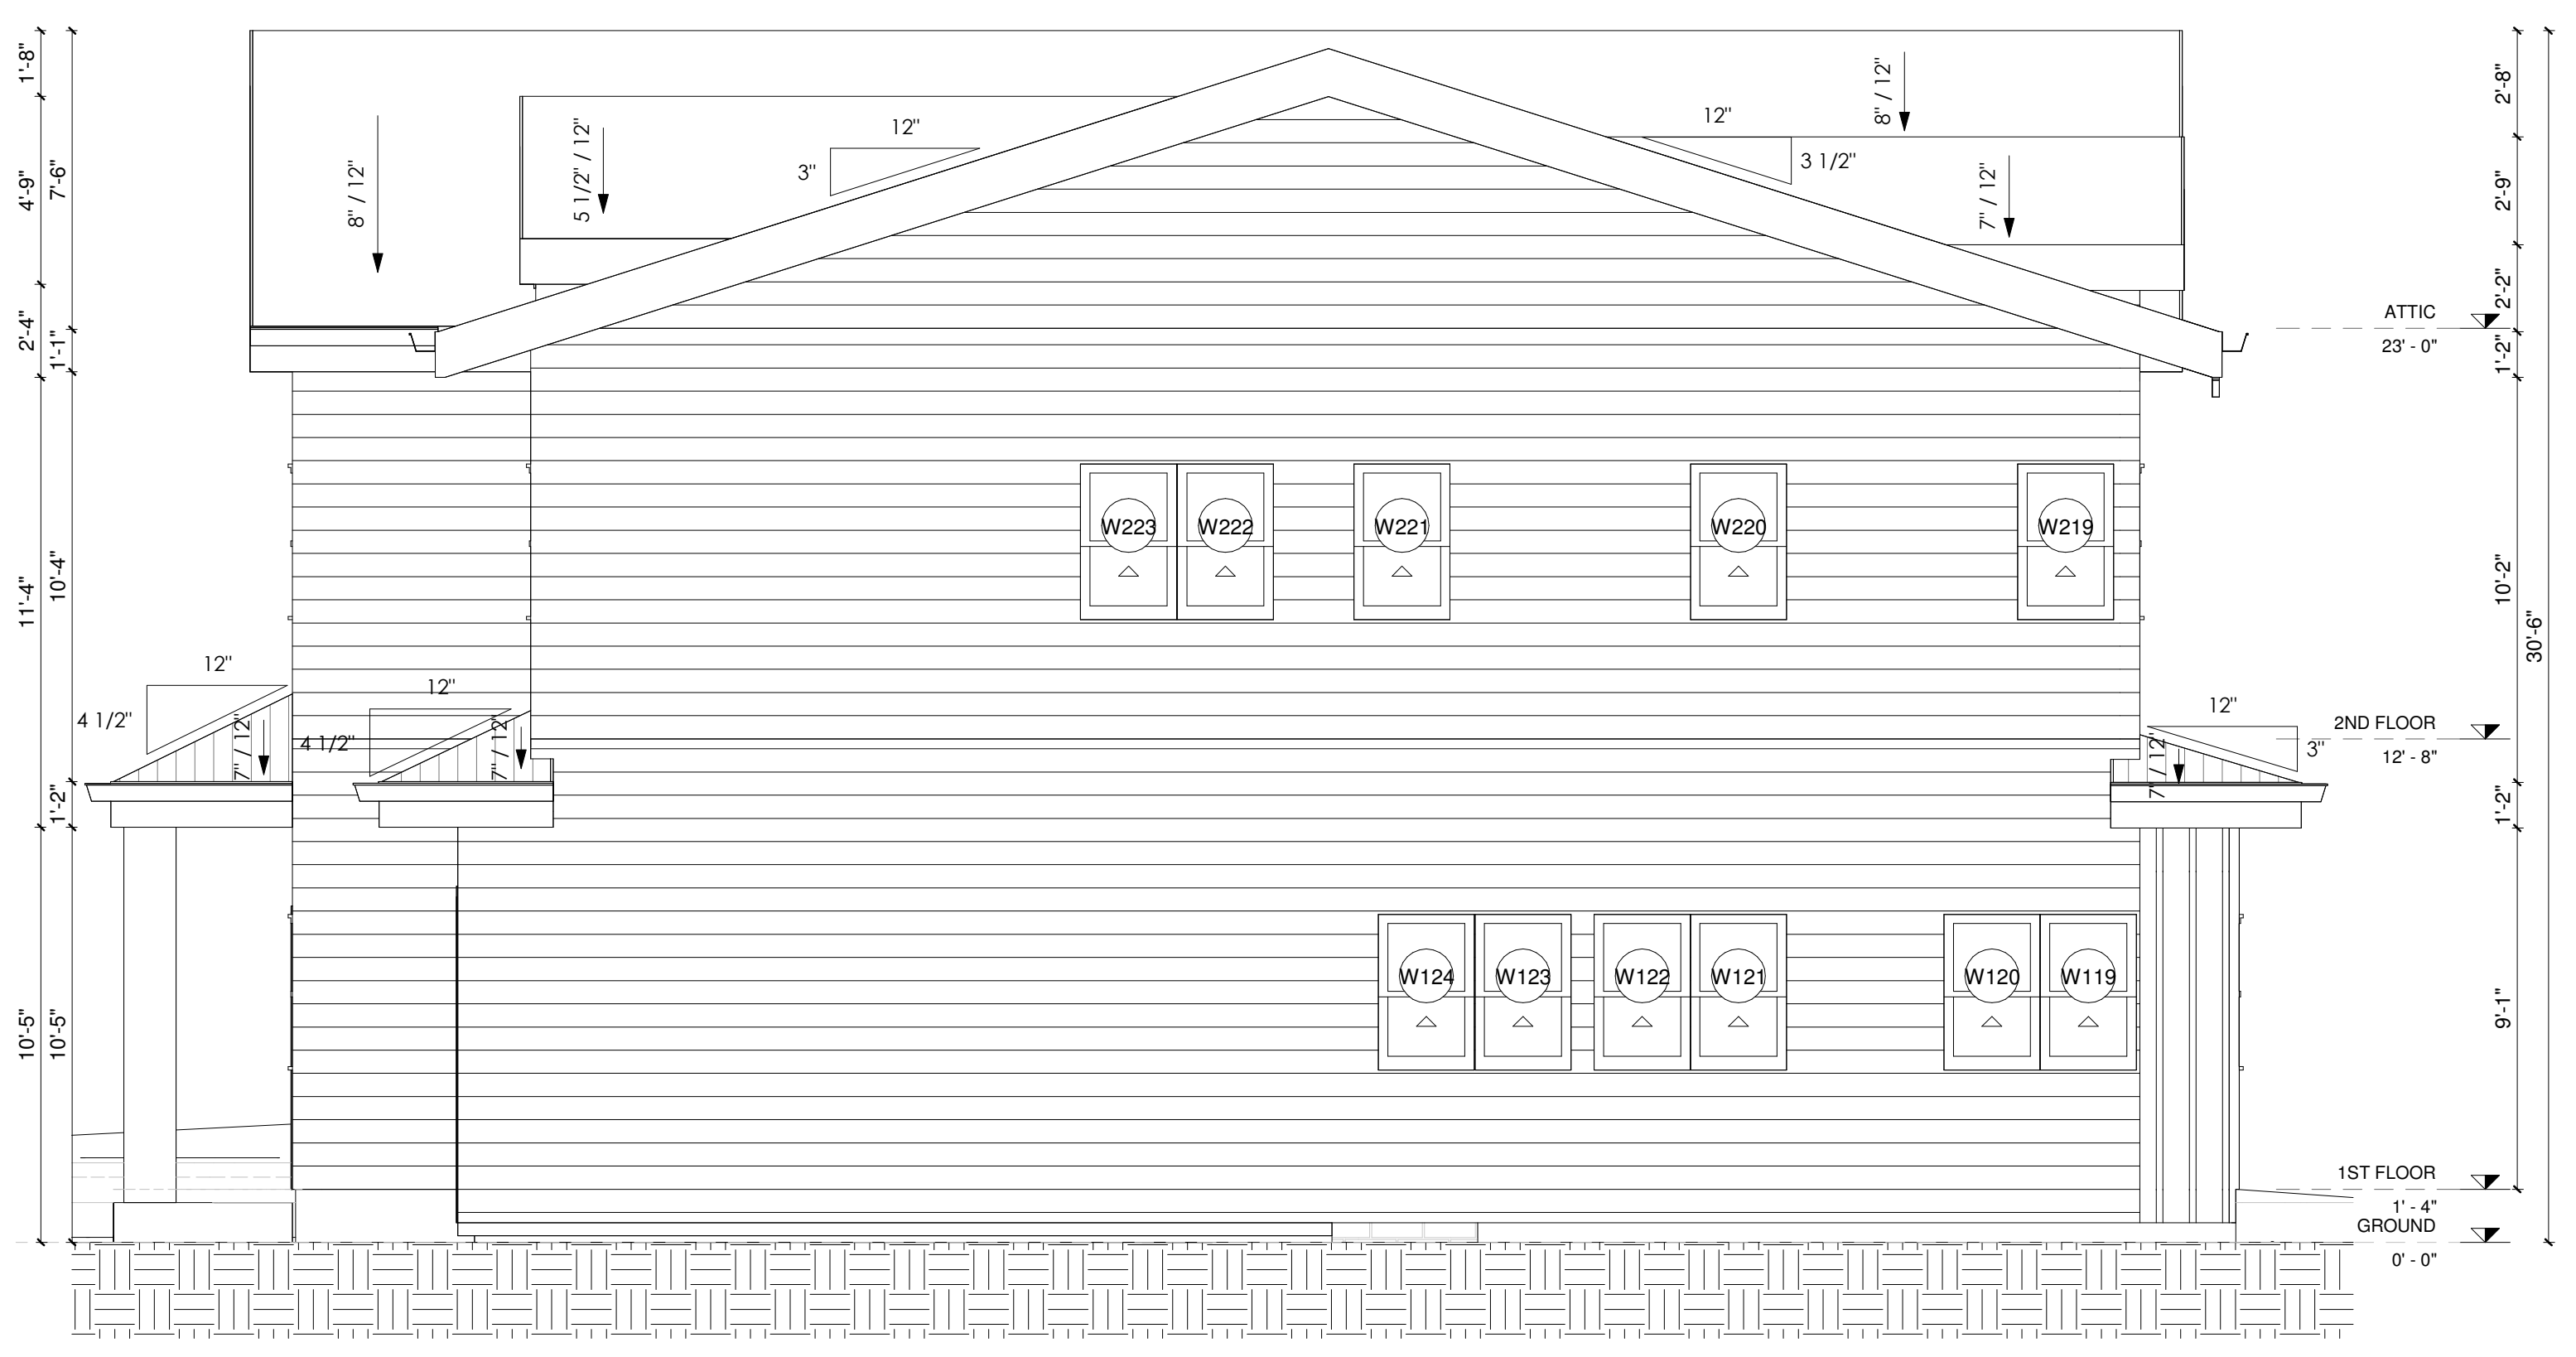 1'-8"
2'-8"
8" / 12"
12"
12"
5 1/2" / 12"
3"
3 1/2"
8" / 12"
7" / 12"
4'-9"
7'-6"
2'-9"
2'-2"
ATTIC
23' - 0"
2'-4"
1'-1"
1'-2"
W223
W222
W221
W220
W219
11'-4"
10'-4"
10'-2"
30'-6"
12"
12"
12"
4 1/2"
7" / 12"
4 1/2"
7" / 12"
7" / 12"
3"
2ND FLOOR
12' - 8"
1'-2"
1'-2"
W124
W123
W122
W121
W120
W119
10'-5"
10'-5"
9'-1"
1ST FLOOR
1' - 4"
GROUND
0' - 0"